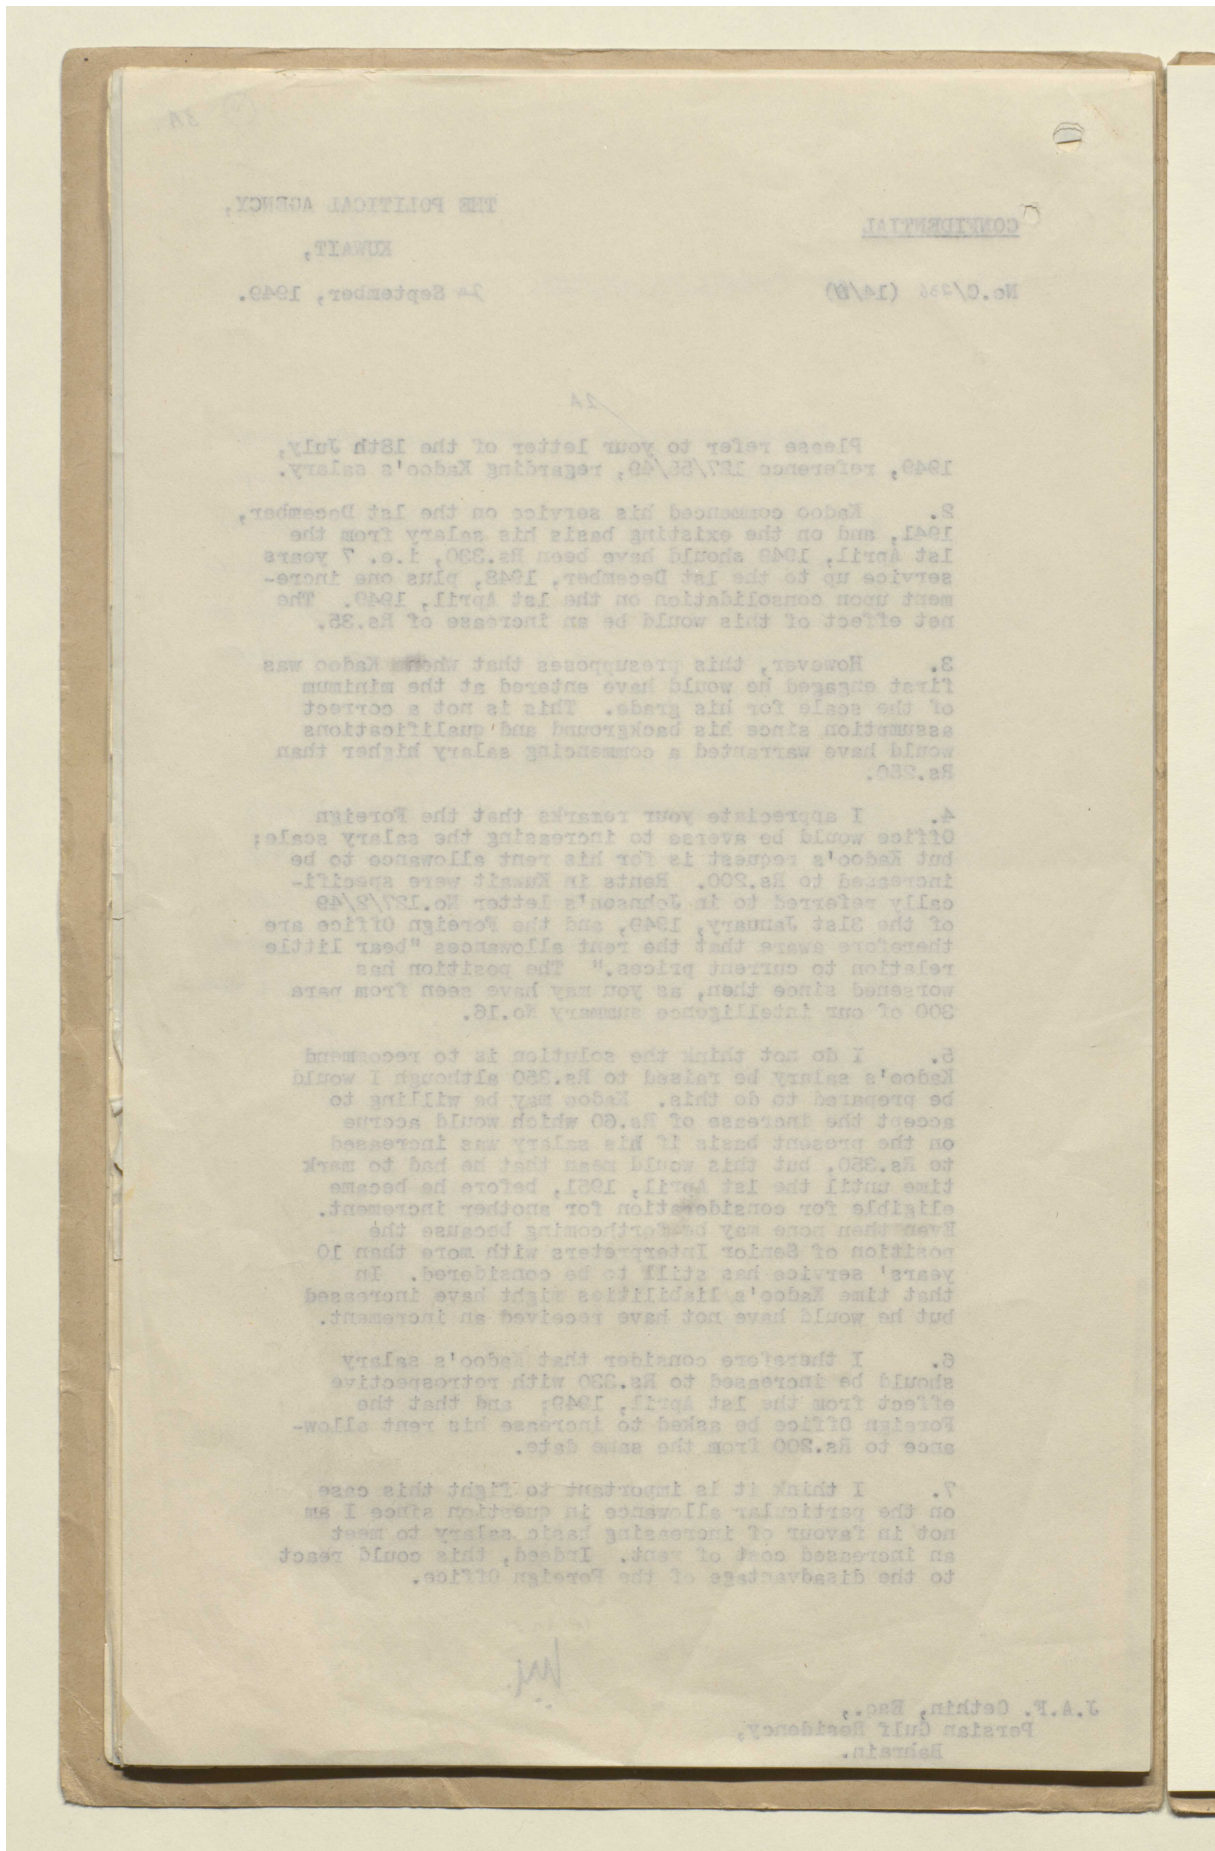 3A
THE POLITICAL AGENCY,
CONFIDENTIAL
KUWAIT,
No.C/236 (14/0)
24 September, 1949.
2A
Please refer to your letter of the 18th July,
1949, reference 127/55/49, regarding Kadoo's salary.
2. Kadoo commenced his service on the 1st December,
1941, and on the existing basis his salary from the
1st April, 1949 should have been Rs.330, i.e. 7 years
service up to the 1st December, 1948, plus one incre-
ment upon consolidation on the 1st April, 1949. The
net effect of this would be an increase of Rs.35.
3. However, this presupposes that when Kadoo was
first engaged he would have entered at the minimum
of the scale for his grade. This is not a correct
assumption since his background and qualifications
would have warranted a commencing salary higher than
Rs.250.
4. I appreciate your remarks that the Foreign
Office would be averse to increasing the salary scale;
but Kadoo's request is for his rent allowance to be
increased to Rs.200. Rents in Kuwait were specifi-
cally referred to in Johnson's letter No.127/2/49
of the 31st January, 1949, and the Foreign Office are
therefore aware that the rent allowances "bear little
relation to current prices." The position has
worsened since then, as you may have seen from para
300 of our intelligence summary No.16.
5. I do not think the solution is to recommend
Kadoo's salary be raised to Rs.350 although I would
be prepared to do this. Kadoo may be willing to
accept the increase of Rs.60 which would accrue
on the present basis if his salary was increased
to Rs.350, but this would mean that he had to mark
time until the 1st April, 1951, before he became
eligible for consideration for another increment.
Even then none may be forthcoming because the
position of Senior Interpreters with more than 10
years' service has still to be considered. In
that time Kadoo's liabilities might have increased
but he would have not have received an increment.
6. I therefore consider that Kadoo's salary
should be increased to Rs.330 with retrospective
effect from the 1st April, 1949; and that the
Foreign Office be asked to increase his rent allow-
ance to Rs.200 from the same date.
7. I think it is important to fight this case
on the particular allowance in question since I am
not in favour of increasing basic salary to meet
an increased cost of rent. Indeed, this could react
to the disadvantage of the Foreign Office.
J.A.F. Gethin, Esq.,
Persian Gulf Residency,
Bahrain.